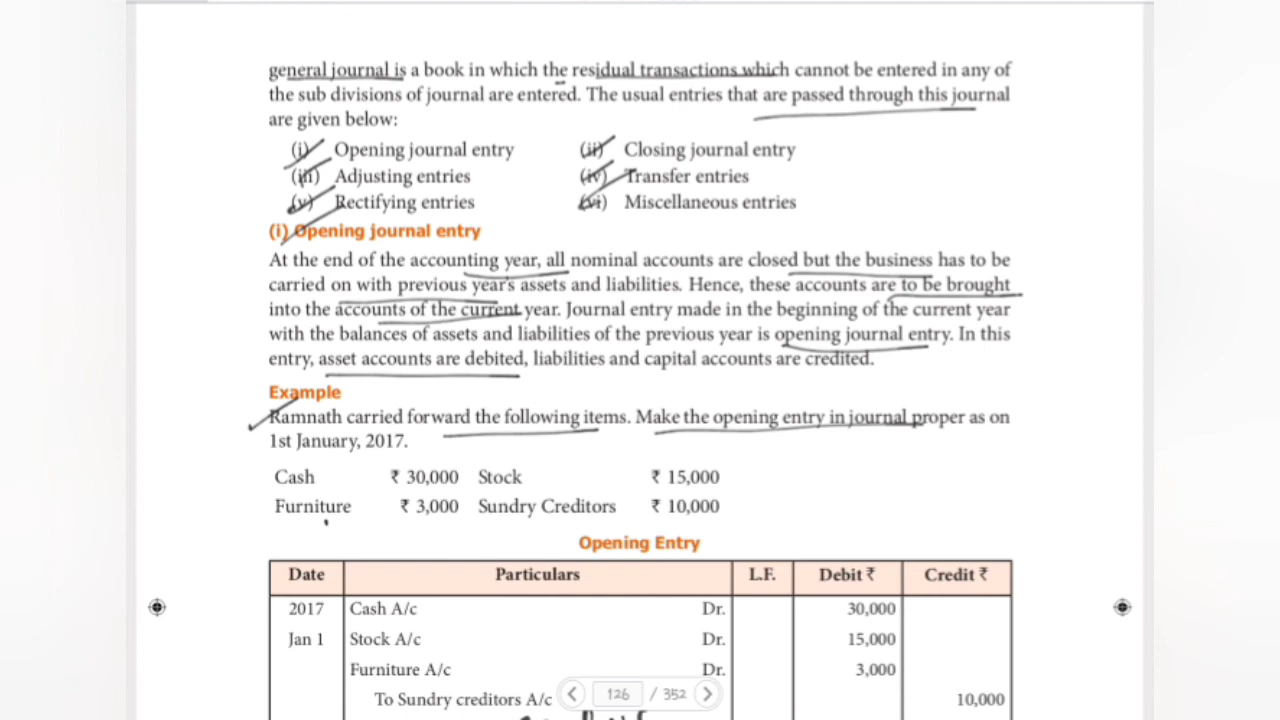 general journal is a book in which the residual transactions which cannot be entered in any of
the sub divisions of journal are entered. The usual entries that are passed through this journal
are given below:
(i) Opening journal entry (ii) Closing journal entry
(iii) Adjusting entries (iv) Transfer entries
(v) Rectifying entries (vi) Miscellaneous entries
(i) Opening journal entry
At the end of the accounting year, all nominal accounts are closed but the business has to be
carried on with previous year's assets and liabilities. Hence, these accounts are to be brought
into the accounts of the current year. Journal entry made in the beginning of the current year
with the balances of assets and liabilities of the previous year is opening journal entry. In this
entry, asset accounts are debited, liabilities and capital accounts are credited.
Example
Ramnath carried forward the following items. Make the opening entry in journal proper as on
1st January, 2017.
Cash ₹ 30,000 Stock ₹ 15,000
Furniture ₹ 3,000 Sundry Creditors ₹ 10,000
Opening Entry
Date Particulars L.F. Debit ₹ Credit ₹
2017 Cash A/c Dr. 30,000
Jan 1 Stock A/c Dr. 15,000
Furniture A/c Dr. 3,000
To Sundry creditors A/c 10,000
126 / 352